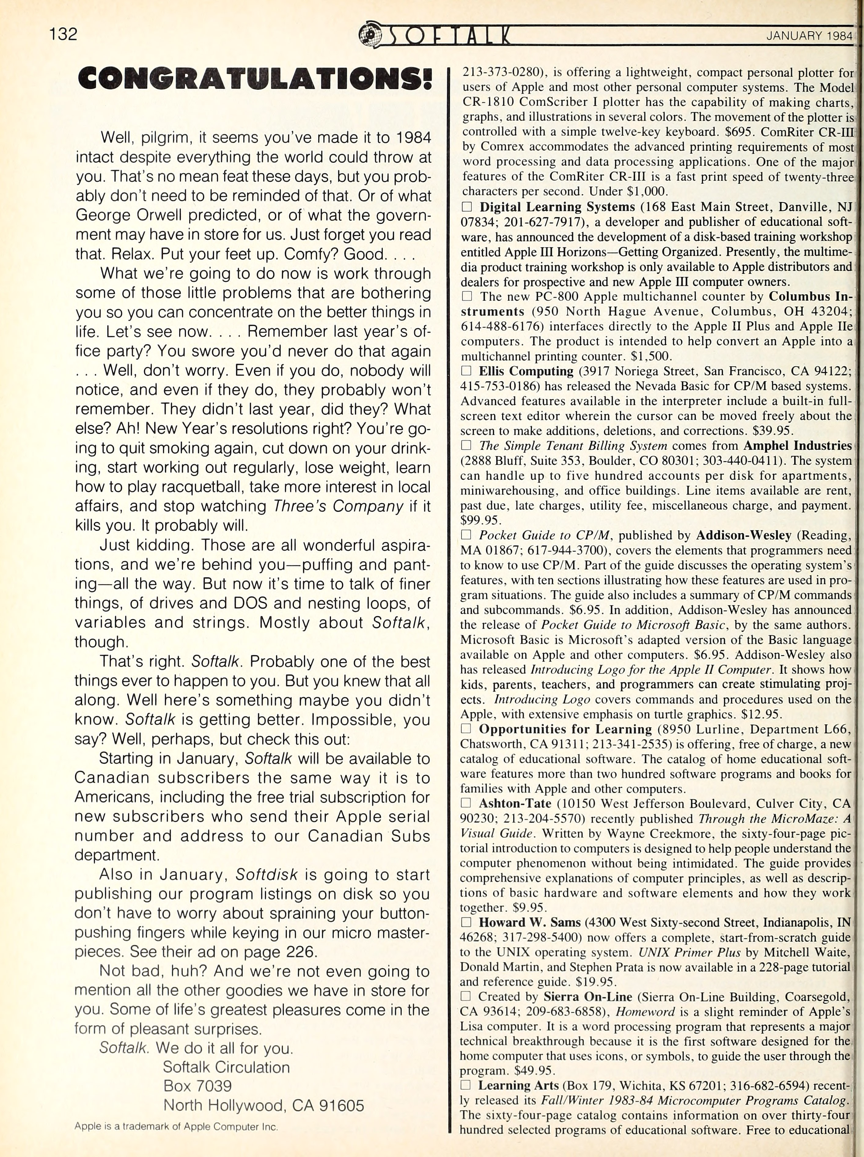 132
SOFTALK
JANUARY 1984
CONGRATULATIONS!
Well, pilgrim, it seems you've made it to 1984
intact despite everything the world could throw at
you. That's no mean feat these days, but you prob-
ably don't need to be reminded of that. Or of what
George Orwell predicted, or of what the govern-
ment may have in store for us. Just forget you read
that. Relax. Put your feet up. Comfy? Good. . . .
What we're going to do now is work through
some of those little problems that are bothering
you so you can concentrate on the better things in
life. Let's see now. . . . Remember last year's of-
fice party? You swore you'd never do that again
. . . Well, don't worry. Even if you do, nobody will
notice, and even if they do, they probably won't
remember. They didn't last year, did they? What
else? Ah! New Year's resolutions right? You're go-
ing to quit smoking again, cut down on your drink-
ing, start working out regularly, lose weight, learn
how to play racquetball, take more interest in local
affairs, and stop watching Three's Company if it
kills you. It probably will.
Just kidding. Those are all wonderful aspira-
tions, and we're behind you—puffing and pant-
ing—all the way. But now it's time to talk of finer
things, of drives and DOS and nesting loops, of
variables and strings. Mostly about Softalk,
though.
That's right. Softalk. Probably one of the best
things ever to happen to you. But you knew that all
along. Well here's something maybe you didn't
know. Softalk is getting better. Impossible, you
say? Well, perhaps, but check this out:
Starting in January, Softalk will be available to
Canadian subscribers the same way it is to
Americans, including the free trial subscription for
new subscribers who send their Apple serial
number and address to our Canadian Subs
department.
Also in January, Softdisk is going to start
publishing our program listings on disk so you
don't have to worry about spraining your button-
pushing fingers while keying in our micro master-
pieces. See their ad on page 226.
Not bad, huh? And we're not even going to
mention all the other goodies we have in store for
you. Some of life's greatest pleasures come in the
form of pleasant surprises.
Softalk. We do it all for you.
Softalk Circulation
Box 7039
North Hollywood, CA 91605
Apple is a trademark of Apple Computer Inc.
213-373-0280), is offering a lightweight, compact personal plotter for
users of Apple and most other personal computer systems. The Model
CR-1810 ComScriber I plotter has the capability of making charts,
graphs, and illustrations in several colors. The movement of the plotter is
controlled with a simple twelve-key keyboard. $695. ComRiter CR-III
by Comrex accommodates the advanced printing requirements of most
word processing and data processing applications. One of the major
features of the ComRiter CR-III is a fast print speed of twenty-three
characters per second. Under $1,000.
☐ Digital Learning Systems (168 East Main Street, Danville, NJ
07834; 201-627-7917), a developer and publisher of educational soft-
ware, has announced the development of a disk-based training workshop
entitled Apple III Horizons—Getting Organized. Presently, the multime-
dia product training workshop is only available to Apple distributors and
dealers for prospective and new Apple III computer owners.
☐ The new PC-800 Apple multichannel counter by Columbus In-
struments (950 North Hague Avenue, Columbus, OH 43204;
614-488-6176) interfaces directly to the Apple II Plus and Apple IIe
computers. The product is intended to help convert an Apple into a
multichannel printing counter. $1,500.
☐ Ellis Computing (3917 Noriega Street, San Francisco, CA 94122;
415-753-0186) has released the Nevada Basic for CP/M based systems.
Advanced features available in the interpreter include a built-in full-
screen text editor wherein the cursor can be moved freely about the
screen to make additions, deletions, and corrections. $39.95.
☐ The Simple Tenant Billing System comes from Amphel Industries
(2888 Bluff, Suite 353, Boulder, CO 80301; 303-440-0411). The system
can handle up to five hundred accounts per disk for apartments,
miniwarehousing, and office buildings. Line items available are rent,
past due, late charges, utility fee, miscellaneous charge, and payment.
$99.95.
☐ Pocket Guide to CP/M, published by Addison-Wesley (Reading,
MA 01867; 617-944-3700), covers the elements that programmers need
to know to use CP/M. Part of the guide discusses the operating system's
features, with ten sections illustrating how these features are used in pro-
gram situations. The guide also includes a summary of CP/M commands
and subcommands. $6.95. In addition, Addison-Wesley has announced
the release of Pocket Guide to Microsoft Basic, by the same authors.
Microsoft Basic is Microsoft's adapted version of the Basic language
available on Apple and other computers. $6.95. Addison-Wesley also
has released Introducing Logo for the Apple II Computer. It shows how
kids, parents, teachers, and programmers can create stimulating proj-
ects. Introducing Logo covers commands and procedures used on the
Apple, with extensive emphasis on turtle graphics. $12.95.
☐ Opportunities for Learning (8950 Lurline, Department L66,
Chatsworth, CA 91311; 213-341-2535) is offering, free of charge, a new
catalog of educational software. The catalog of home educational soft-
ware features more than two hundred software programs and books for
families with Apple and other computers.
☐ Ashton-Tate (10150 West Jefferson Boulevard, Culver City, CA
90230; 213-204-5570) recently published Through the MicroMaze: A
Visual Guide. Written by Wayne Creekmore, the sixty-four-page pic-
torial introduction to computers is designed to help people understand the
computer phenomenon without being intimidated. The guide provides
comprehensive explanations of computer principles, as well as descrip-
tions of basic hardware and software elements and how they work
together. $9.95.
☐ Howard W. Sams (4300 West Sixty-second Street, Indianapolis, IN
46268; 317-298-5400) now offers a complete, start-from-scratch guide
to the UNIX operating system. UNIX Primer Plus by Mitchell Waite,
Donald Martin, and Stephen Prata is now available in a 228-page tutorial
and reference guide. $19.95.
☐ Created by Sierra On-Line (Sierra On-Line Building, Coarsegold,
CA 93614; 209-683-6858), Homeword is a slight reminder of Apple's
Lisa computer. It is a word processing program that represents a major
technical breakthrough because it is the first software designed for the
home computer that uses icons, or symbols, to guide the user through the
program. $49.95.
☐ Learning Arts (Box 179, Wichita, KS 67201; 316-682-6594) recent-
ly released its Fall/Winter 1983-84 Microcomputer Programs Catalog.
The sixty-four-page catalog contains information on over thirty-four
hundred selected programs of educational software. Free to educational